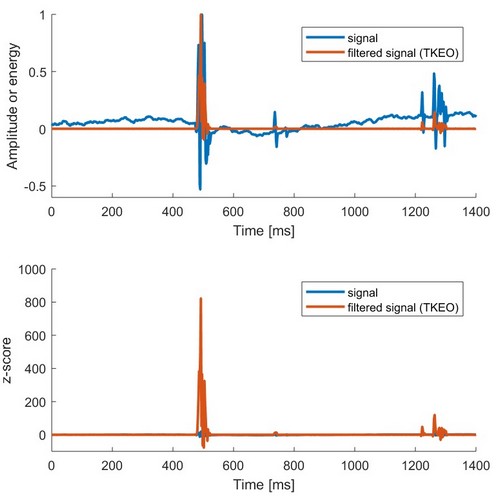 1
0.5
0
-0.5
Amplitude or energy
signal
filtered signal (TKEO)
0 200 400 600 800 1000 1200 1400
Time [ms]
1000
800
600
400
200
0
z-score
signal
filtered signal (TKEO)
0 200 400 600 800 1000 1200 1400
Time [ms]